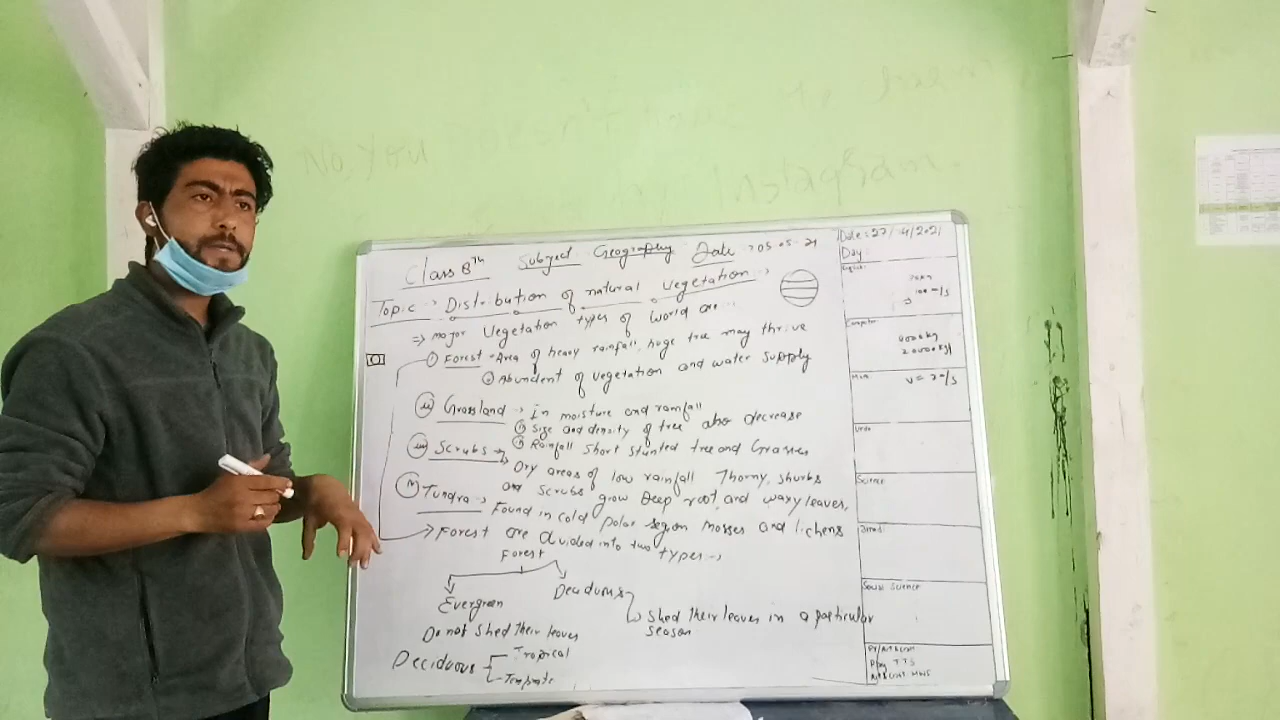 No, you Doesn't have
Instagram.
Class 8th Subject Geography Date :- 05-05-21
Topic :- Distribution of natural vegetation :-
=> major Vegetation types of world are...
(i) Forest - Area of heavy rainfall, huge tree may thrive
Abundent of vegetation and water supply
(ii) Grassland -> In moisture and rainfall
(i) Size and density of tree also decrease
(ii) Rainfall Short stunted tree and Grasses
(iii) Scrubs ->
Dry areas of low rainfall Thorny, shurbs
and scrubs grow Deep root and waxy leaves,
(iv) Tundra -> Found in cold polar regon mosses and lichens
-> Forest are divided into two types -,
Forest
Evergreen Deciduous
Do not shed their leaves
Shed their leaves in a particular
season
Deciduous Tropical
Temprate
Date: 27/4/2021
Day:
English:
Computer
Math
V = 2m/s
Urdu
Science
Social Science